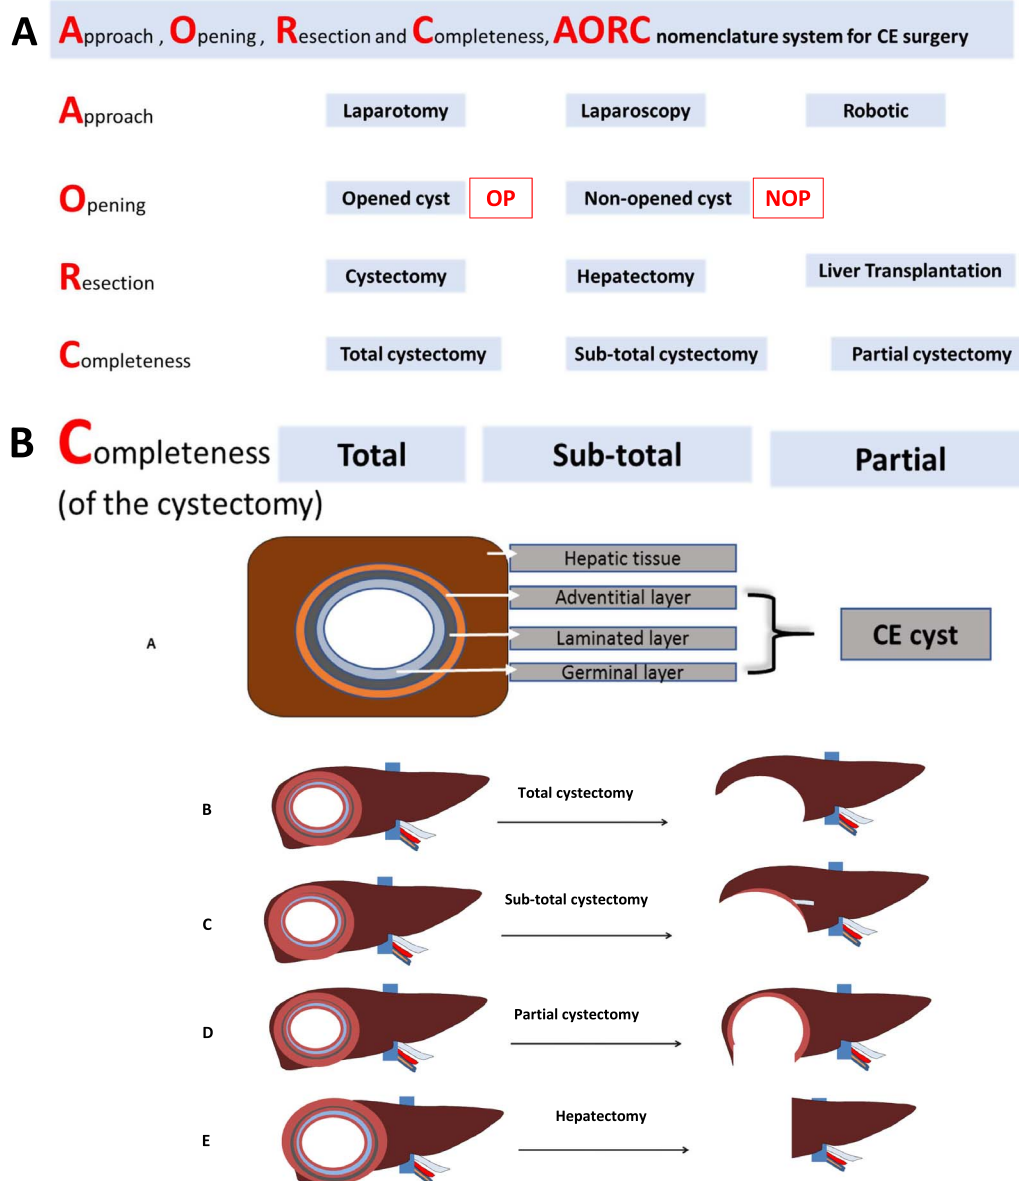 A Approach , Opening , Resection and Completeness, AORC nomenclature system for CE surgery
Approach Laparotomy Laparoscopy Robotic
Opening Opened cyst OP Non-opened cyst NOP
Resection Cystectomy Hepatectomy Liver Transplantation
Completeness Total cystectomy Sub-total cystectomy Partial cystectomy
B Completeness Total Sub-total Partial
(of the cystectomy)
Hepatic tissue
Adventitial layer
A Laminated layer CE cyst
Germinal layer
B Total cystectomy
C Sub-total cystectomy
D Partial cystectomy
E Hepatectomy